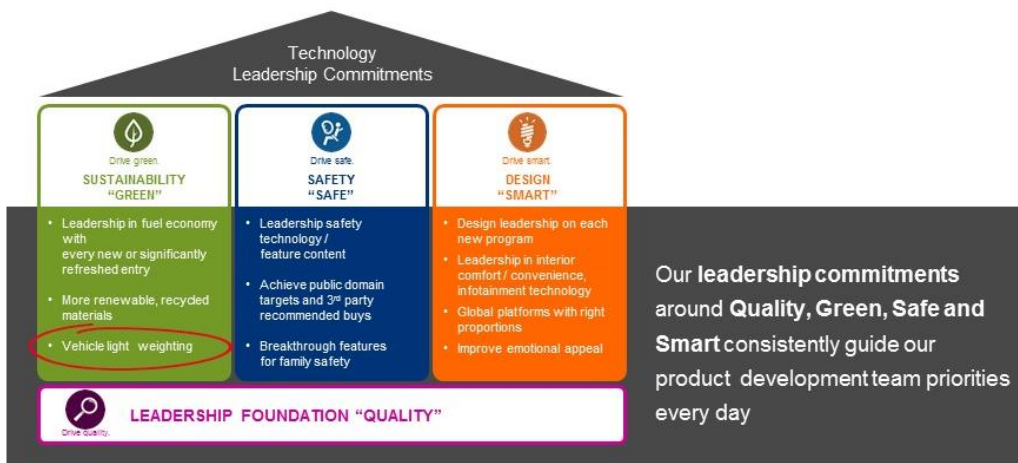 Technology
Leadership Commitments
Drive green.
SUSTAINABILITY
“GREEN”
• Leadership in fuel economy
with
every new or significantly
refreshed entry
• More renewable, recycled
materials
• Vehicle light weighting
Drive safe.
SAFETY
“SAFE”
• Leadership safety
technology /
feature content
• Achieve public domain
targets and 3rd party
recommended buys
• Breakthrough features
for family safety
Drive smart.
DESIGN
“SMART”
• Design leadership on each
new program
• Leadership in interior
comfort / convenience,
infotainment technology
• Global platforms with right
proportions
• Improve emotional appeal
Drive quality.
LEADERSHIP FOUNDATION “QUALITY”
Our leadership commitments
around Quality, Green, Safe and
Smart consistently guide our
product development team priorities
every day